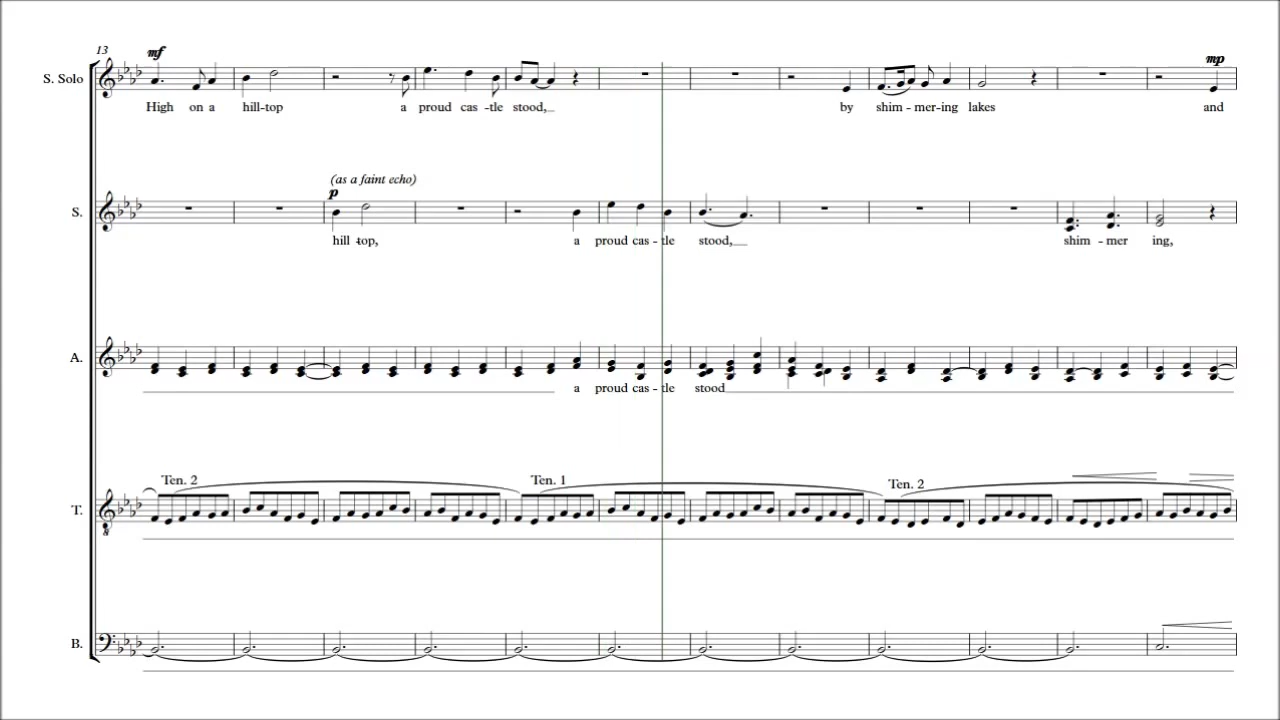 13
mf
mp
S. Solo
High on a hill-top a proud cas -tle stood,_ by shim - mer-ing lakes and
(as a faint echo)
p
S.
hill -top, a proud cas - tle stood,__ shim - mer ing,
A.
a proud cas - tle stood
Ten. 2 Ten. 1 Ten. 2
T.
8
B.